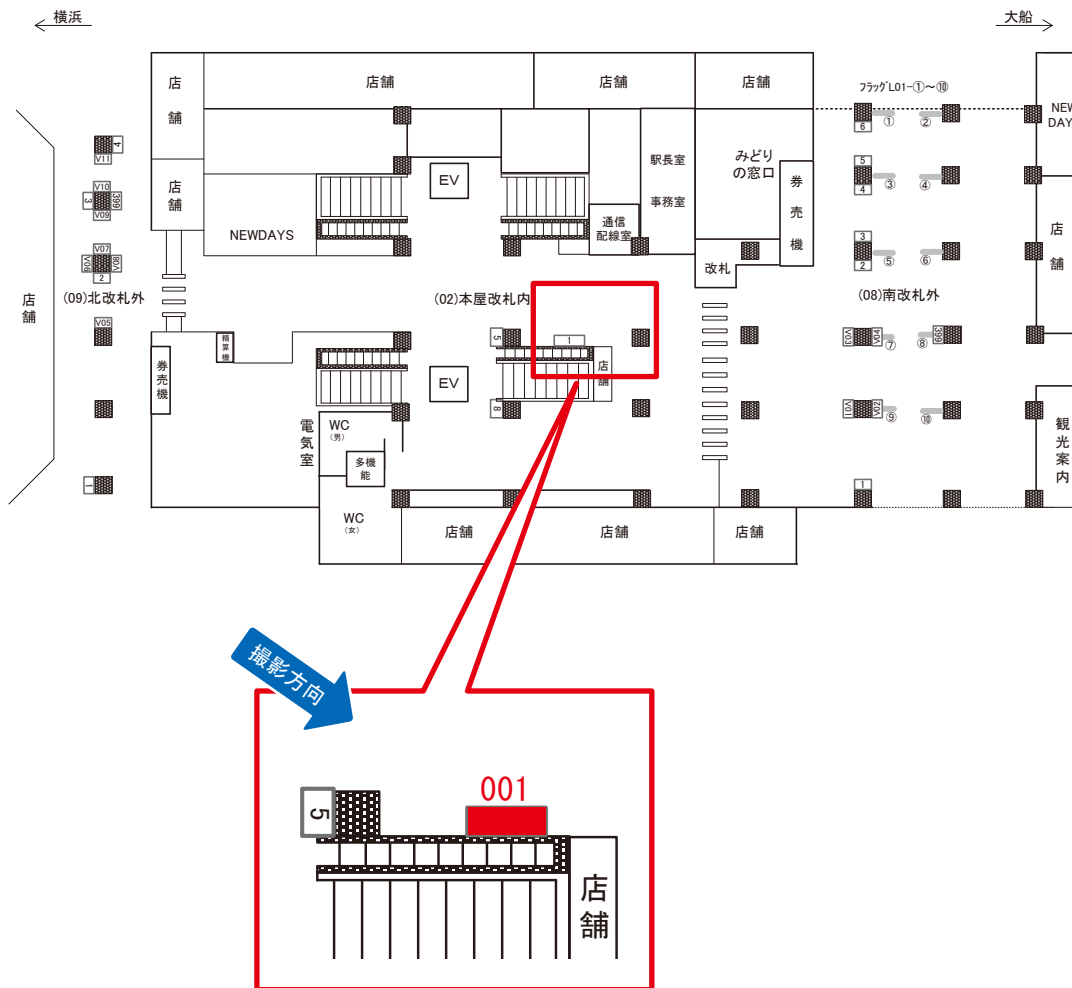 横浜
大船
店舗
店舗
店舗
店舗
フラッグL01-①~⑩
NEW
DAY
6
①
②
4
V11
駅長室
みどり
の窓口
5
4
③
④
EV
店舗
券売機
V10
3
399
V09
事務室
通信
配線室
NEWDAYS
店舗
3
2
⑤
⑥
V07
V06
V08
2
改札
店舗
(09)北改札外
(02)本屋改札内
(08)南改札外
V05
精算機
5
1
V03
V04
⑦
⑧
399
券売機
EV
店舗
8
V01
V02
⑨
⑩
電気室
WC
(男)
多機
能
観光案内
1
1
WC
(女)
店舗
店舗
店舗
撮影方向
001
5
店舗